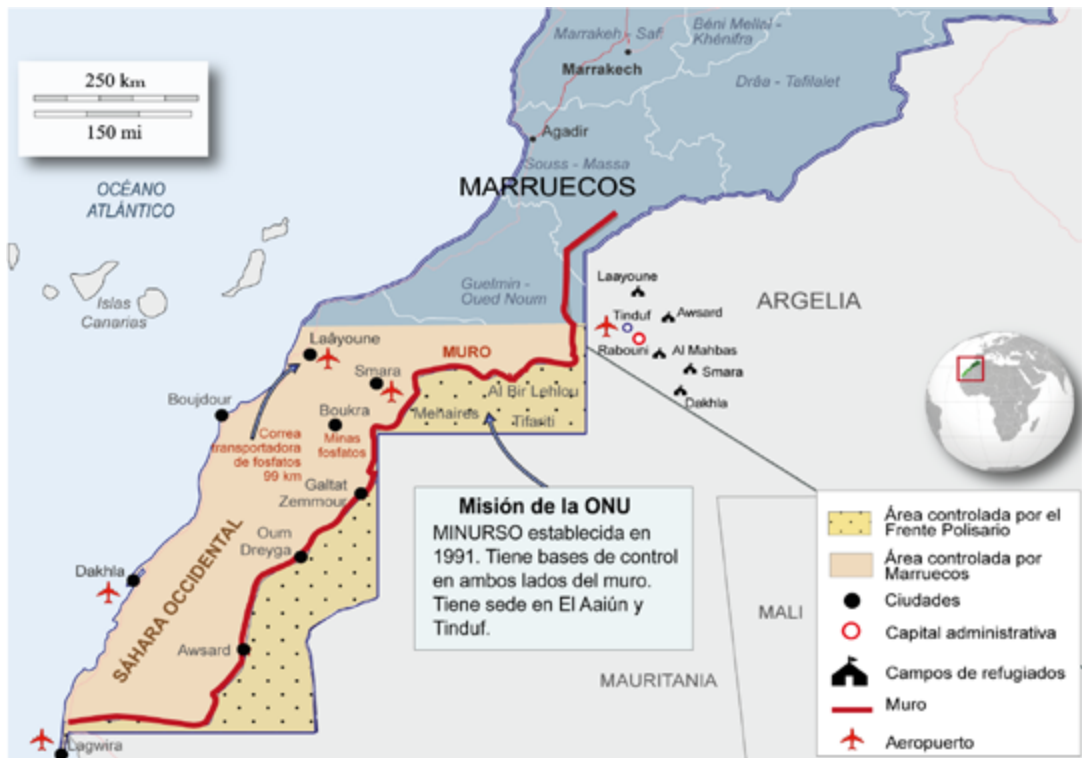 250 km
150 mi
OCÉANO
ATLÁNTICO
Islas
Canarias
Marrakeh - Safi
Béni Mellal -
Khénifra
Marrakech
Drâa - Tafilalet
Agadir
Souss - Massa
MARRUECOS
Guelmin -
Oued Noum
ARGELIA
Laayoune
Tinduf
Awsard
Rabouni
Al Mahbas
Smara
Dakhla
Laâyoune
MURO
Smara
Boujdour
Boukra
Minas
fosfatos
Correa
transportadora
de fosfatos
99 km
Al Bir Lehlou
Mehaires
Tifariti
Galtat
Zemmour
Oum
Dreyga
Dakhla
SÁHARA OCCIDENTAL
Awsard
Lagwira
Misión de la ONU
MINURSO establecida en
1991. Tiene bases de control
en ambos lados del muro.
Tiene sede en El Aaiún y
Tinduf.
MALI
MAURITANIA
Área controlada por el
Frente Polisario
Área controlada por
Marruecos
Ciudades
Capital administrativa
Campos de refugiados
Muro
Aeropuerto